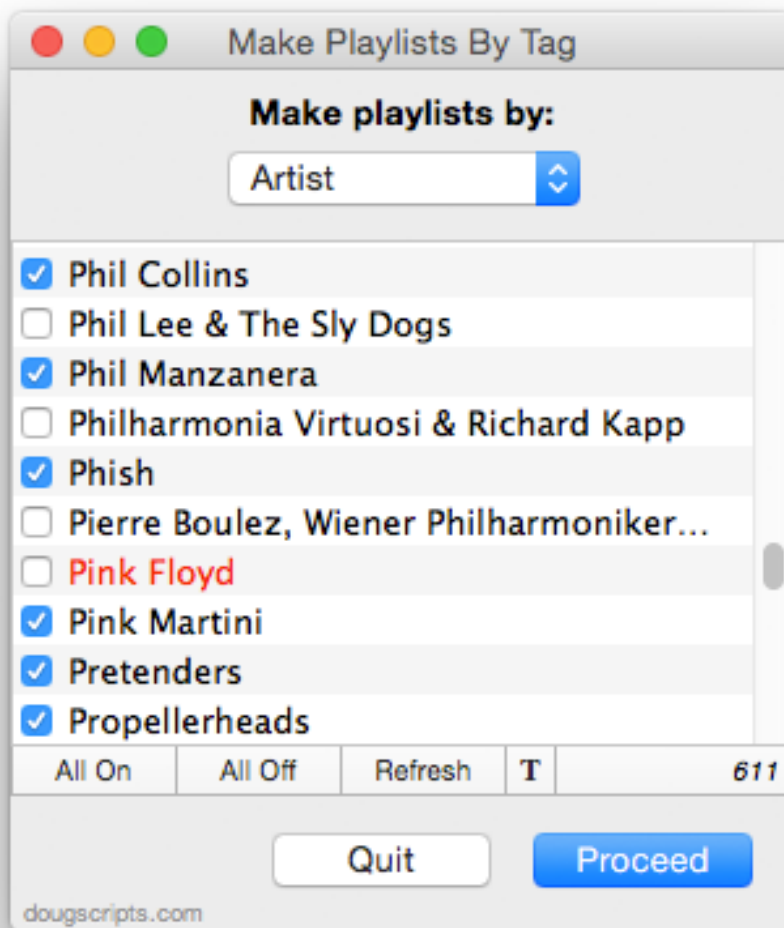 Make Playlists By Tag
Make playlists by:
Artist
Phil Collins
Phil Lee & The Sly Dogs
Phil Manzanera
Philharmonia Virtuosi & Richard Kapp
Phish
Pierre Boulez, Wiener Philharmoniker...
Pink Floyd
Pink Martini
Pretenders
Propellerheads
All On All Off Refresh T 611
Quit Proceed
dougscripts.com